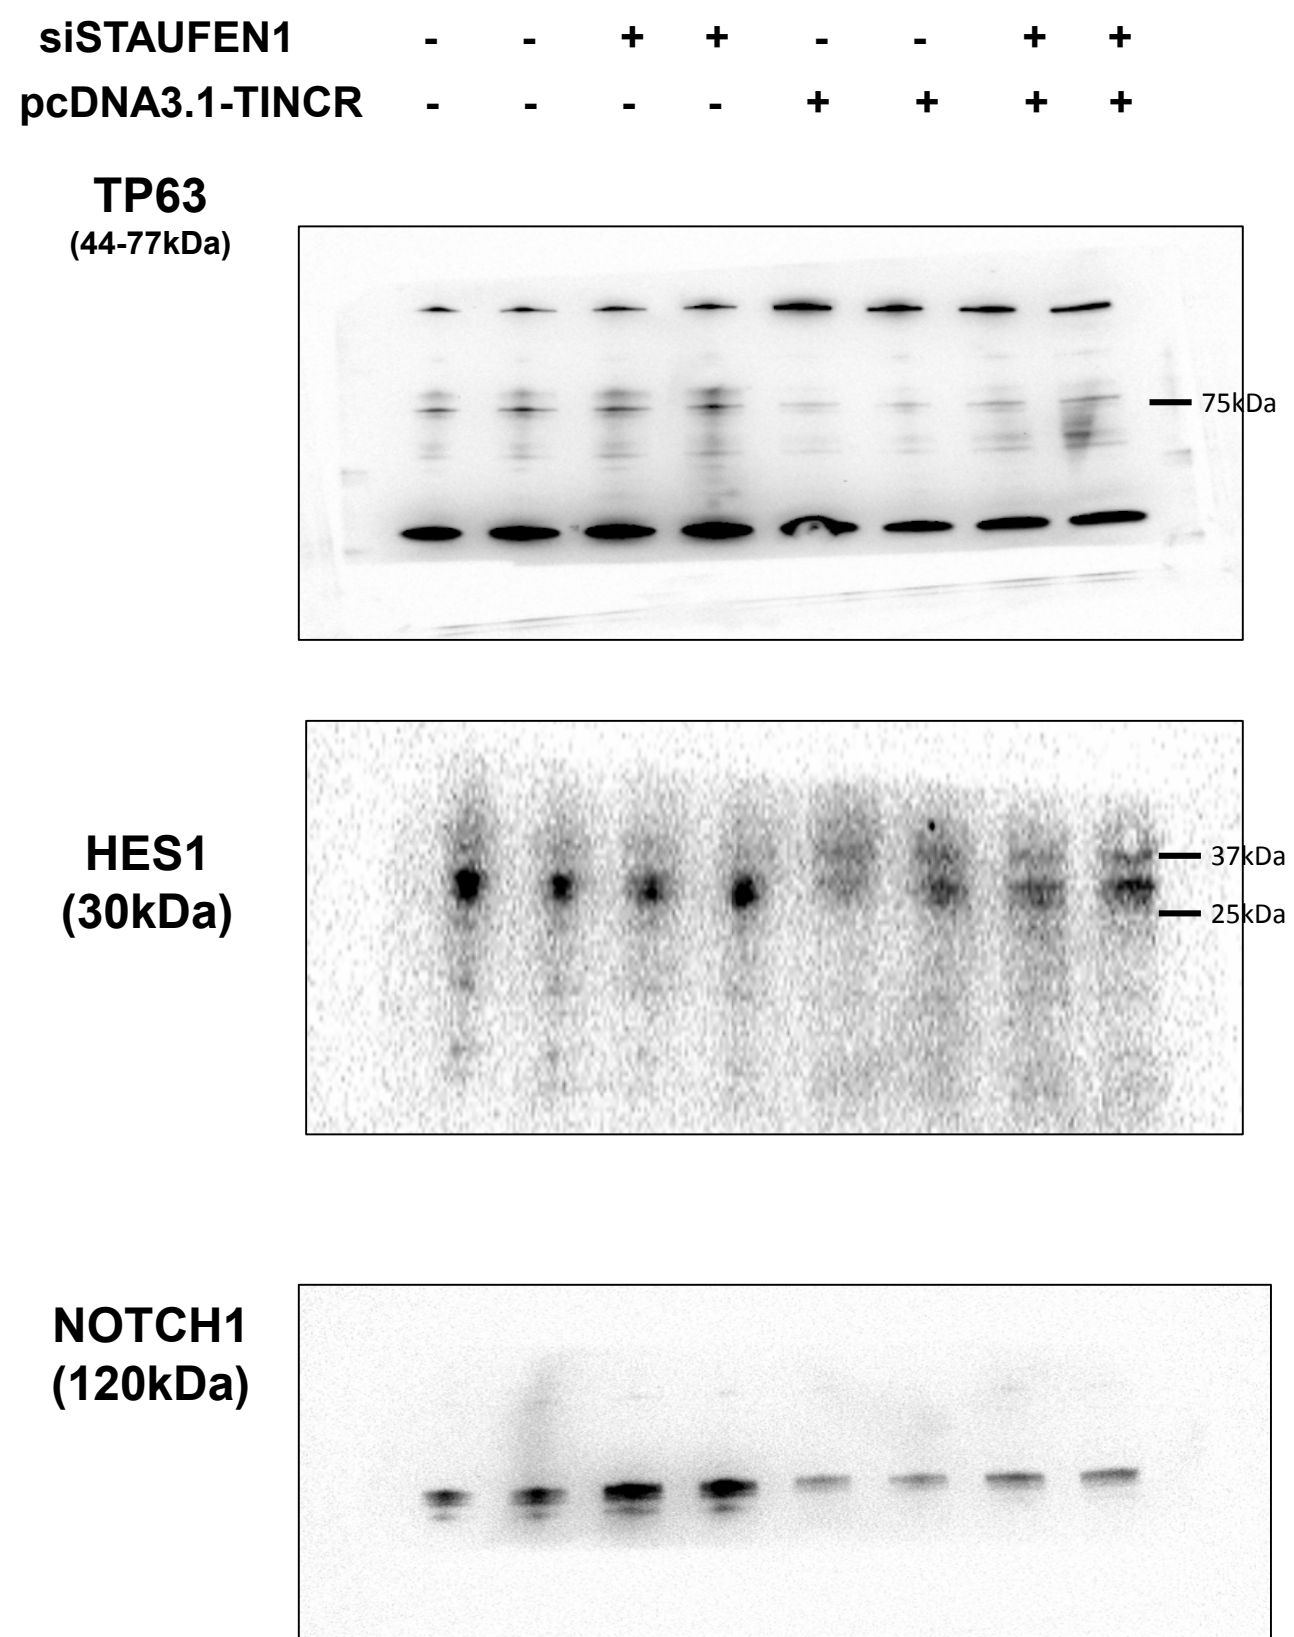 siSTAUFEN1 - - + + - - + +
pcDNA3.1-TINCR - - - - + + + +
TP63
(44-77kDa)
75kDa
HES1
(30kDa)
37kDa
25kDa
NOTCH1
(120kDa)